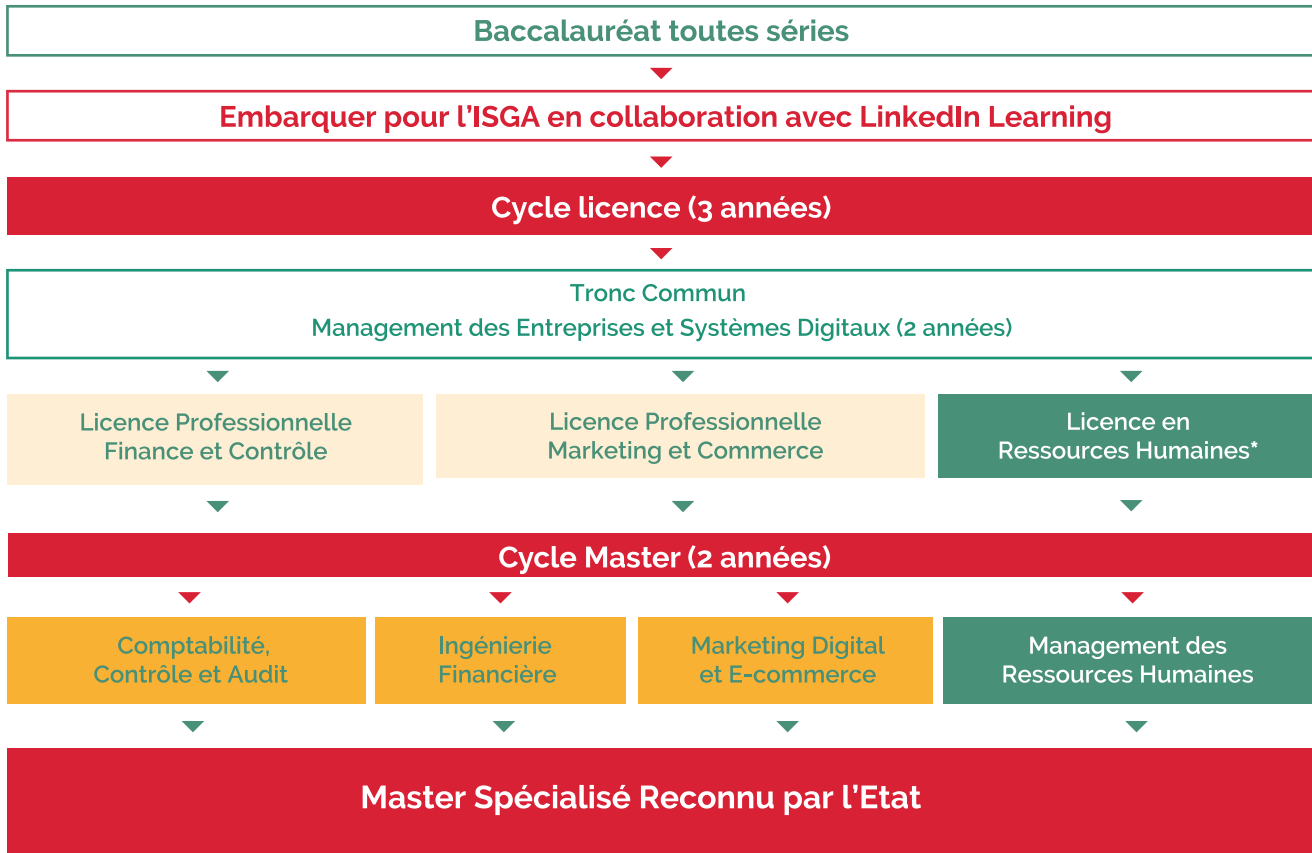 Baccalauréat toutes séries
Embarquer pour l'ISGA en collaboration avec LinkedIn Learning
Cycle licence (3 années)
Tronc Commun
Management des Entreprises et Systèmes Digitaux (2 années)
Licence Professionnelle
Finance et Contrôle
Licence Professionnelle
Marketing et Commerce
Licence en
Ressources Humaines*
Cycle Master (2 années)
Comptabilité,
Contrôle et Audit
Ingénierie
Financière
Marketing Digital
et E-commerce
Management des
Ressources Humaines
Master Spécialisé Reconnu par l'Etat